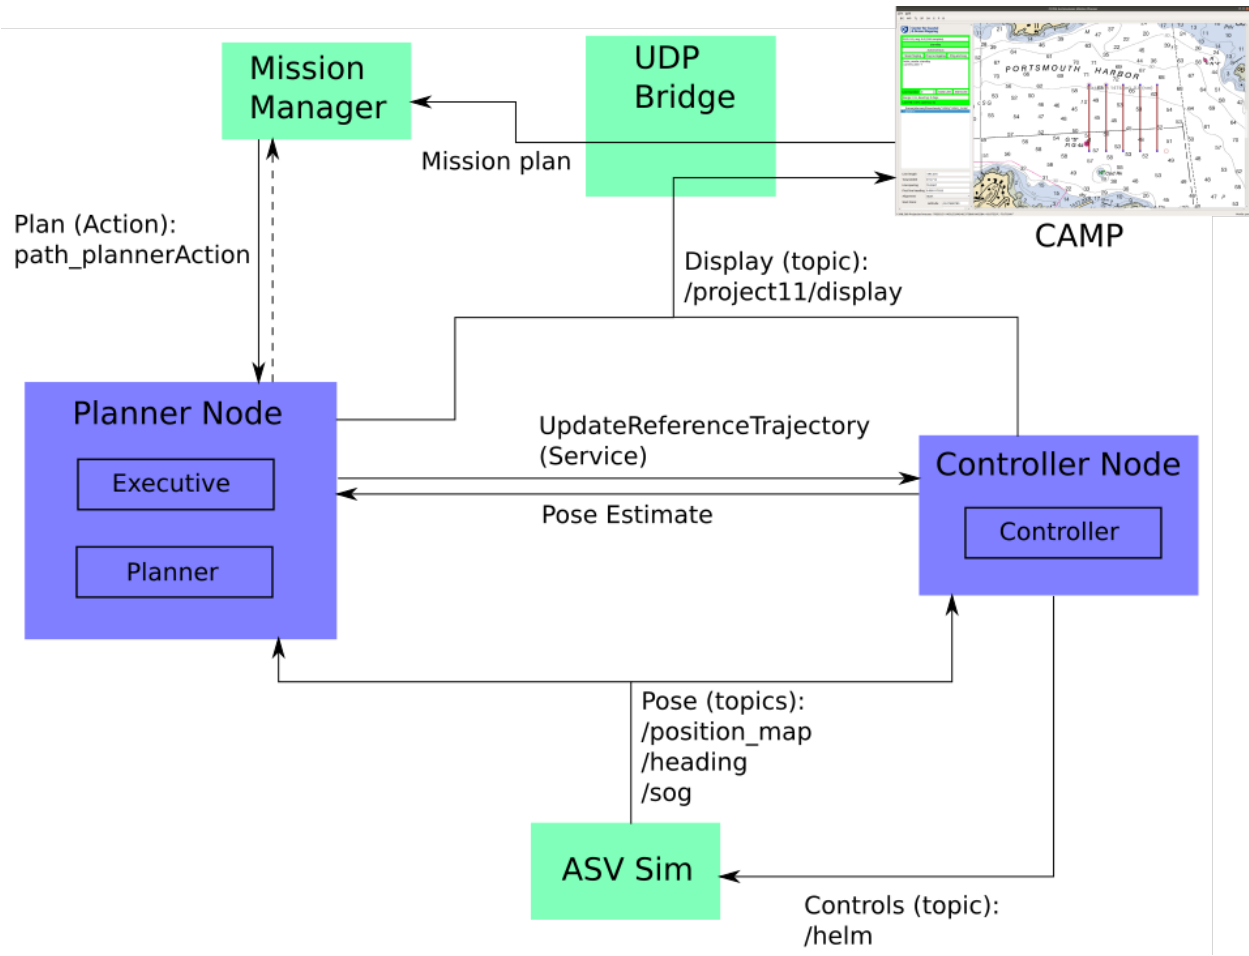 Mission
Manager
UDP
Bridge
PORTSMOUTH HARBOR
CAMP
Mission plan
Plan (Action):
path_plannerAction
Display (topic):
/project11/display
Planner Node
Executive
Planner
UpdateReferenceTrajectory
(Service)
Pose Estimate
Controller Node
Controller
Pose (topics):
/position_map
/heading
/sog
ASV Sim
Controls (topic):
/helm